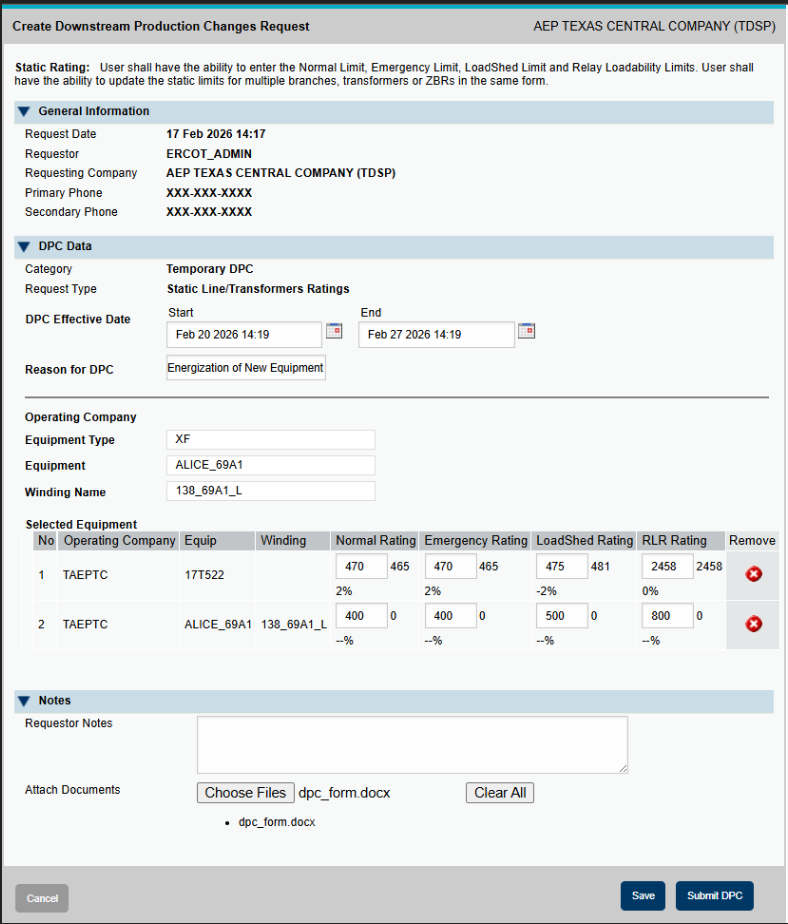 Create Downstream Production Changes Request AEP TEXAS CENTRAL COMPANY (TDSP)
Static Rating: User shall have the ability to enter the Normal Limit, Emergency Limit, LoadShed Limit and Relay Loadability Limits. User shall
have the ability to update the static limits for multiple branches, transformers or ZBRs in the same form.
General Information
Request Date 17 Feb 2026 14:17
Requestor ERCOT_ADMIN
Requesting Company AEP TEXAS CENTRAL COMPANY (TDSP)
Primary Phone XXX-XXX-XXXX
Secondary Phone XXX-XXX-XXXX
DPC Data
Category Temporary DPC
Request Type Static Line/Transformers Ratings
Start End
DPC Effective Date Feb 20 2026 14:19 Feb 27 2026 14:19
Reason for DPC Energization of New Equipment
Operating Company
Equipment Type XF
Equipment ALICE_69A1
Winding Name 138_69A1_L
Selected Equipment
No Operating Company Equip Winding Normal Rating Emergency Rating LoadShed Rating RLR Rating Remove
1 TAEPTC 17T522 470 465 470 465 475 481 2458 2458
2% 2% -2% 0%
2 TAEPTC ALICE_69A1 138_69A1_L 400 0 400 0 500 0 800 0
--% --% --% --%
Notes
Requestor Notes
Attach Documents Choose Files dpc_form.docx Clear All
• dpc_form.docx
Cancel Save Submit DPC